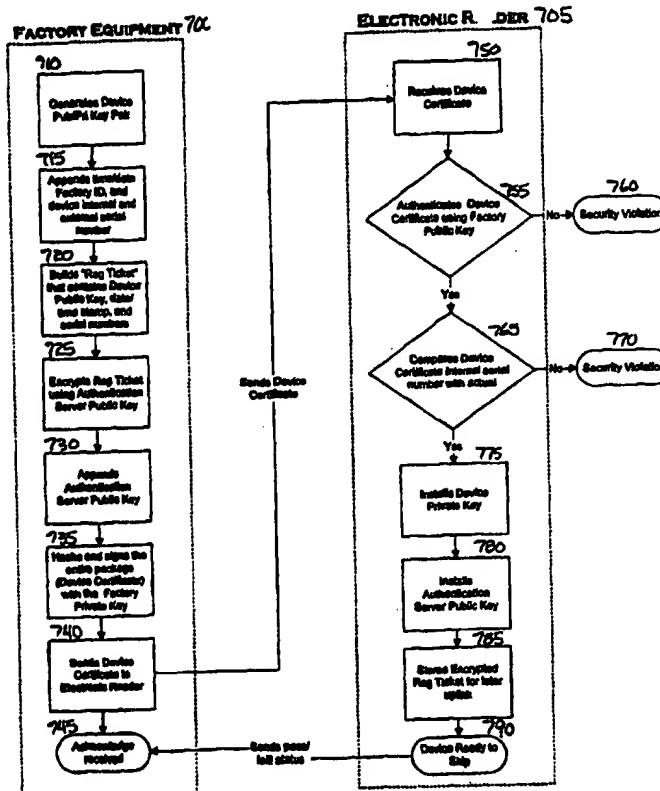 FACTORY EQUIPMENT 700
710
Generates Device
Pub/Pri Key Pair
715
Appends time/date
Factory ID, and
device internal and
external serial
number
720
Builds "Reg Ticket"
that contains Device
Public Key, date/
time stamp, and
serial numbers
725
Encrypts Reg Ticket
using Authentication
Server Public Key
730
Appends
Authentication
Server Public Key
735
Hashs and signs the
entire package
(Device Certificate)
with the Factory
Private Key
740
Sends Device
Certificate to
Electronic Reader
745
Acknowledge
received
Sends Device
Certificate
Sends pass/
fail status
ELECTRONIC R DER 705
750
Receives Device
Certificate
755
Authenticates Device
Certificate using Factory
Public Key
No
760
Security Violation
Yes
765
Compares Device
Certificate internal serial
number with actual
No
770
Security Violation
Yes
775
Installs Device
Private Key
780
Installs
Authentication
Server Public Key
785
Stores Encrypted
Reg Ticket for later
uplink
790
Device Ready to
Ship